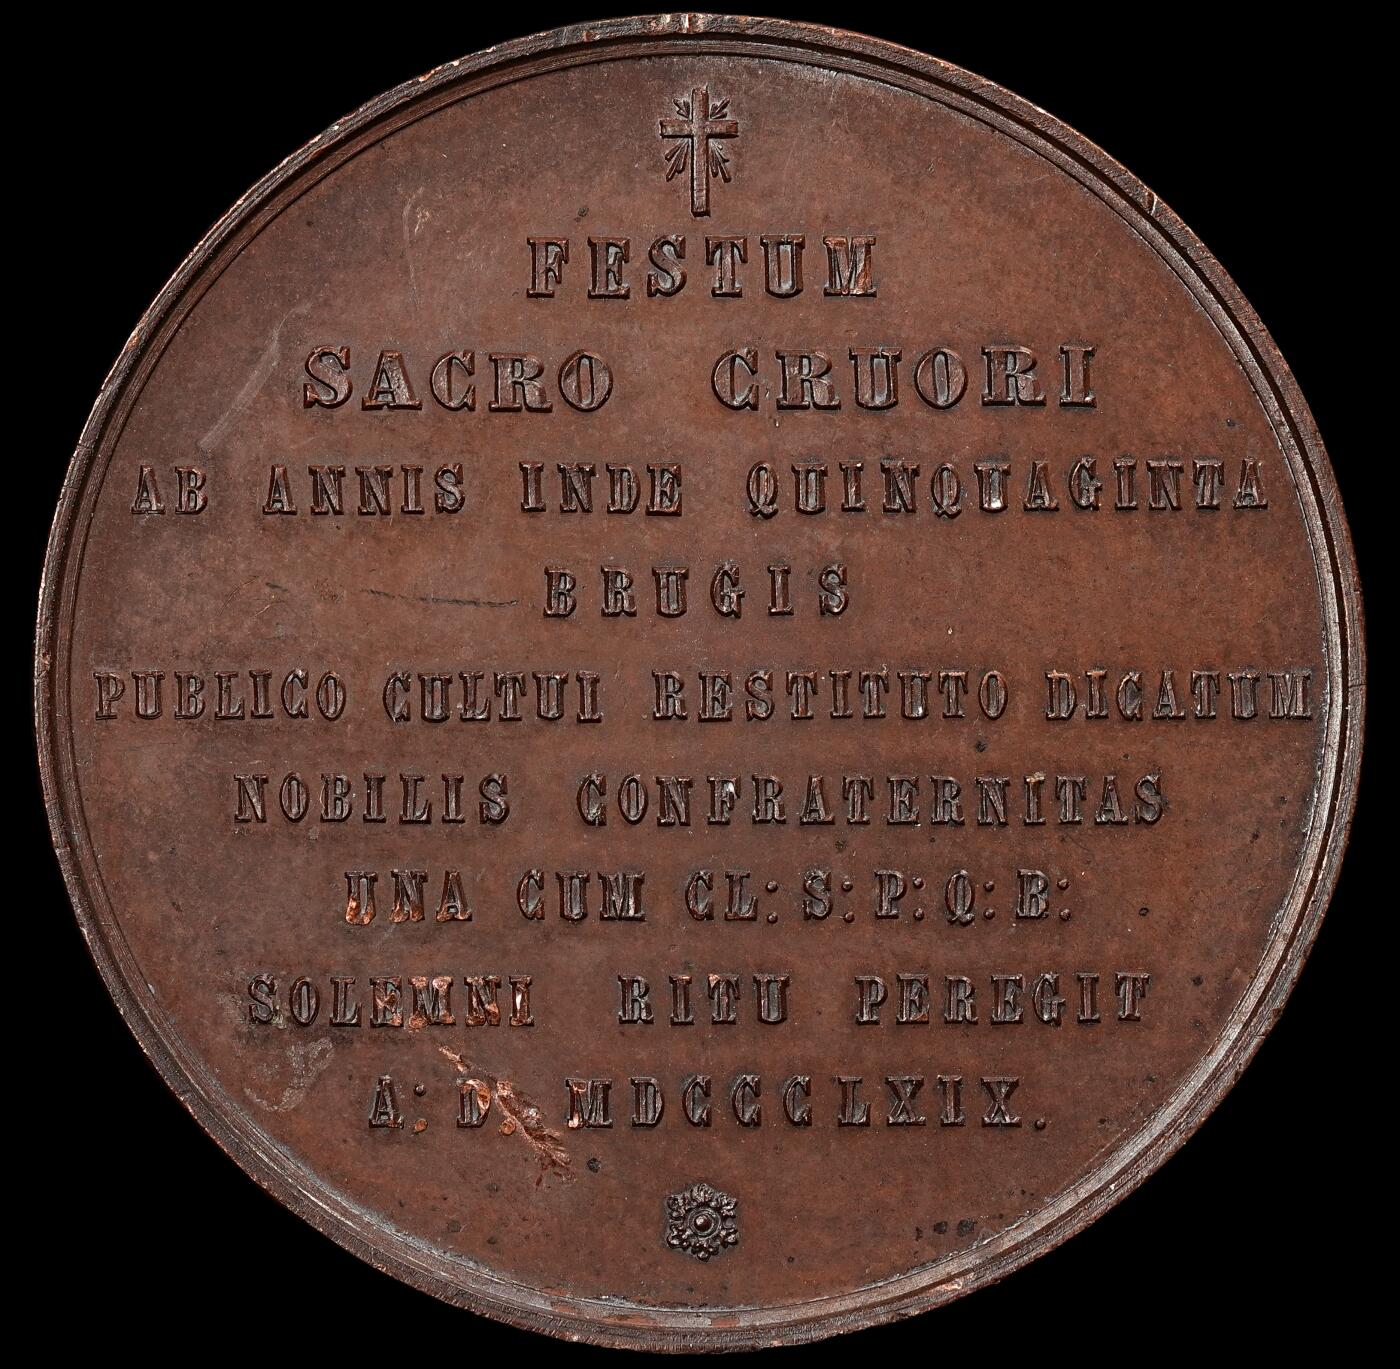 FESTUM
SACRO CRUORI
AB ANNIS INDE QUINQUAGINTA
BRUGIS
PUBLICO CULTUI RESTITUTO DICATUM
NOBILIS CONFRATERNITAS
UNA CUM CL: S: P: Q: B:
SOLEMNI RITU PEREGIT
A: D: MDCCCLXIX.